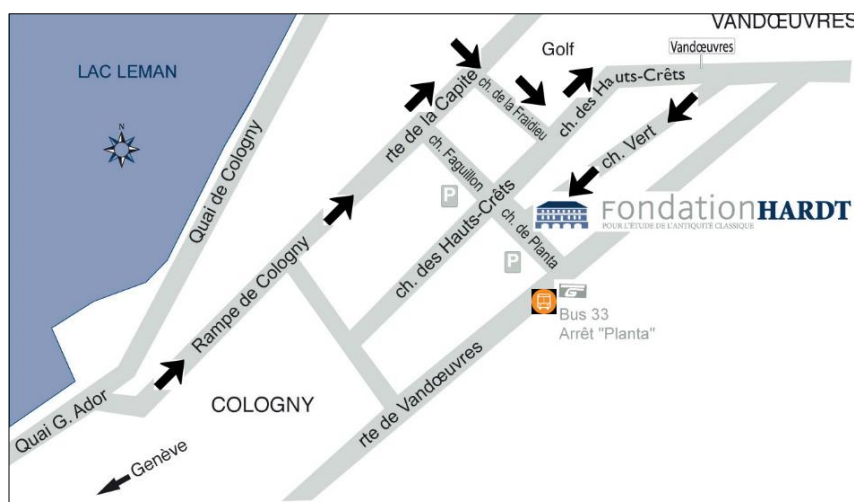 VANDŒUVRES
Vandœuvres
Golf
LAC LEMAN
N
ch. des Hauts-Crêts
rte de la Capite
ch. de la Fraidieu
ch. Vert
Quai de Cologny
ch. Faguillon
P
FONDATIONHARDT
POUR L'ETUDE DE L'ANTIQUITÉ CLASSIQUE
ch. de Planta
P
ch. des Hauts-Crêts
Rampe de Cologny
Bus 33
Arrêt "Planta"
rte de Vandœuvres
COLOGNY
Quai G. Ador
Genève